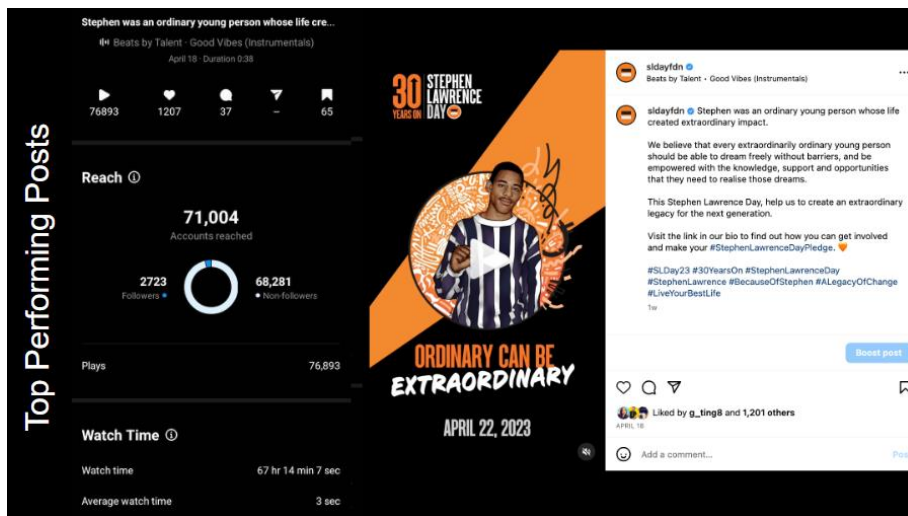 Top Performing Posts
Stephen was an ordinary young person whose life cre...
Beats by Talent · Good Vibes (Instrumentals)
April 18 · Duration 0:38
76893 1207 37 – 65
Reach
71,004
Accounts reached
2723
Followers
68,281
Non-followers
Plays 76,893
Watch Time
Watch time 67 hr 14 min 7 sec
Average watch time 3 sec
30
YEARS ON
STEPHEN
LAWRENCE
DAY
ORDINARY CAN BE
EXTRAORDINARY
APRIL 22, 2023
sldayfdn
Beats by Talent • Good Vibes (Instrumentals)
sldayfdn Stephen was an ordinary young person whose life
created extraordinary impact.
We believe that every extraordinarily ordinary young person
should be able to dream freely without barriers, and be
empowered with the knowledge, support and opportunities
that they need to realise those dreams.
This Stephen Lawrence Day, help us to create an extraordinary
legacy for the next generation.
Visit the link in our bio to find out how you can get involved
and make your #StephenLawrenceDayPledge. 🧡
#SLDay23 #30YearsOn #StephenLawrenceDay
#StephenLawrence #BecauseOfStephen #ALegacyOfChange
#LiveYourBestLife
1w
Boost post
Liked by g_ting8 and 1,201 others
APRIL 18
Add a comment...
Pos